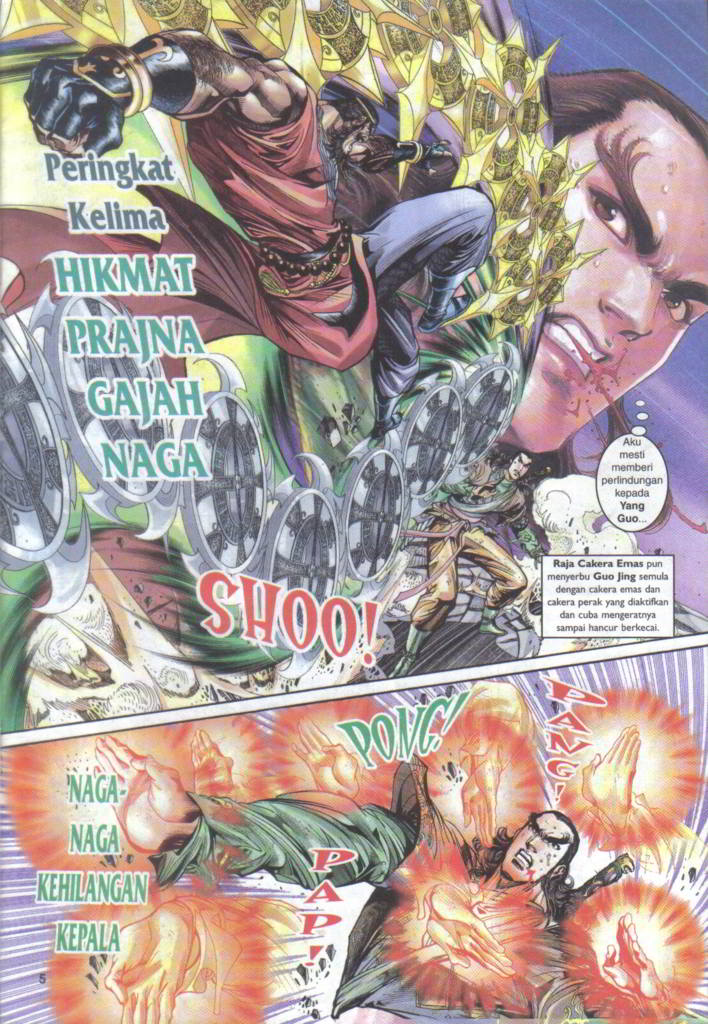 Peringkat
Kelima
HIKMAT
PRAJNA
GAJAH
NAGA
Aku
mesti
memberi
perlindungan
kepada
Yang
Guo...
Raja Cakera Emas pun
menyerbu Guo Jing semula
dengan cakera emas dan
cakera perak yang diaktifkan
dan cuba mengeratnya
sampai hancur berkecai.
SHOO!
PONG!
PANG!
NAGA-
NAGA
KEHILANGAN
KEPALA
PAP!
5